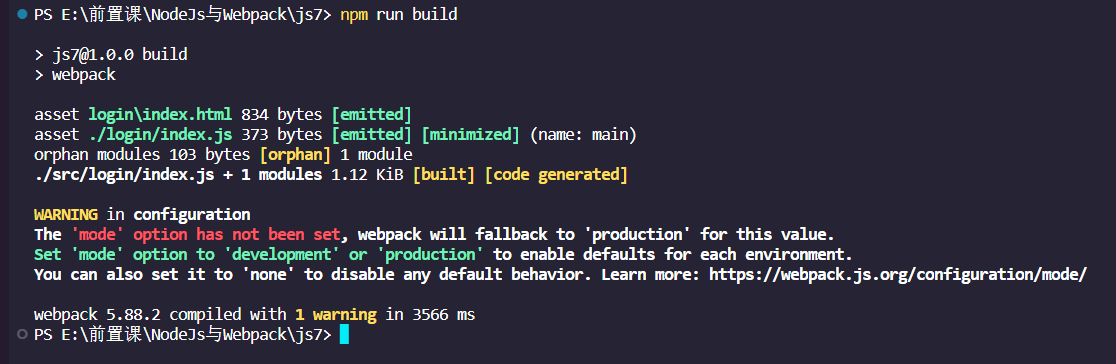 PS E:\前置课\NodeJs与Webpack\js7> npm run build
> js7@1.0.0 build
> webpack
asset login\index.html 834 bytes [emitted]
asset ./login/index.js 373 bytes [emitted] [minimized] (name: main)
orphan modules 103 bytes [orphan] 1 module
./src/login/index.js + 1 modules 1.12 KiB [built] [code generated]
WARNING in configuration
The 'mode' option has not been set, webpack will fallback to 'production' for this value.
Set 'mode' option to 'development' or 'production' to enable defaults for each environment.
You can also set it to 'none' to disable any default behavior. Learn more: https://webpack.js.org/configuration/mode/
webpack 5.88.2 compiled with 1 warning in 3566 ms
PS E:\前置课\NodeJs与Webpack\js7>